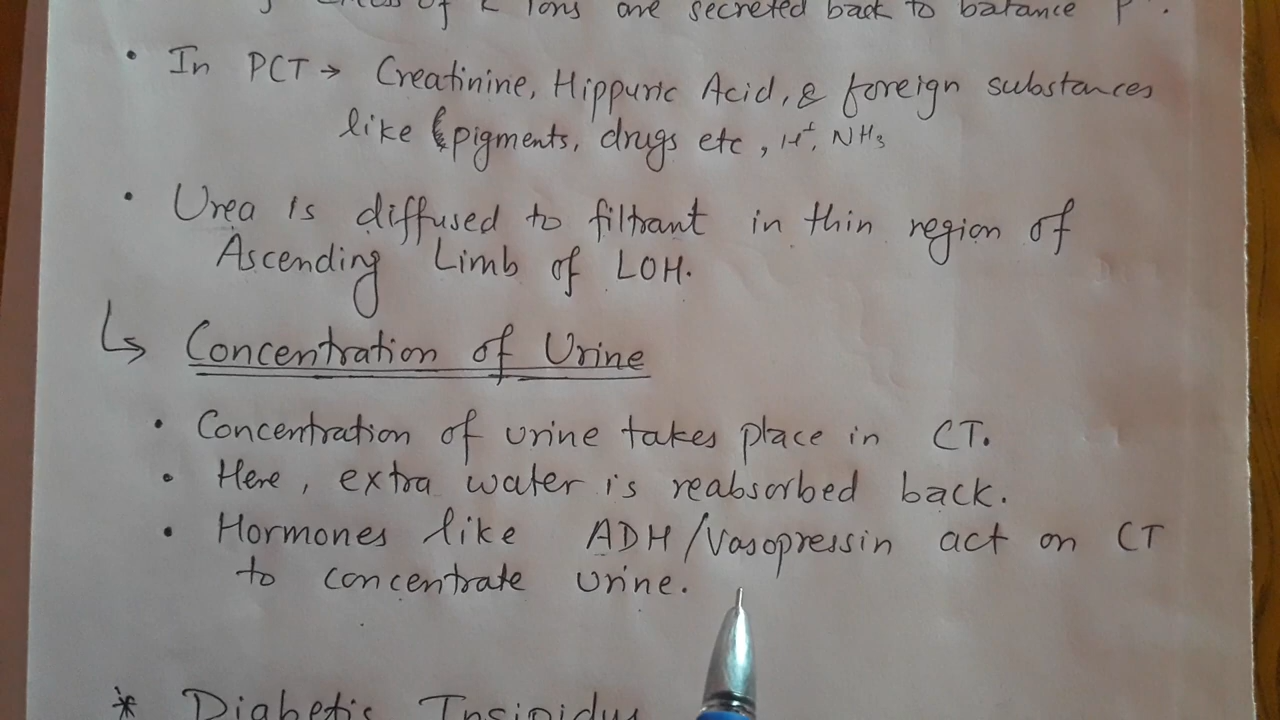 of K ions are secreted back to balance
• In PCT → Creatinine, Hippuric Acid, & foreign substances
like pigments, drugs etc, H⁺, NH₃
• Urea is diffused to filtrant in thin region of
Ascending Limb of LOH.
↳ Concentration of Urine
• Concentration of urine takes place in CT.
• Here, extra water is reabsorbed back.
• Hormones like ADH/Vasopressin act on CT
to concentrate urine.
* Diabetis Insipidus